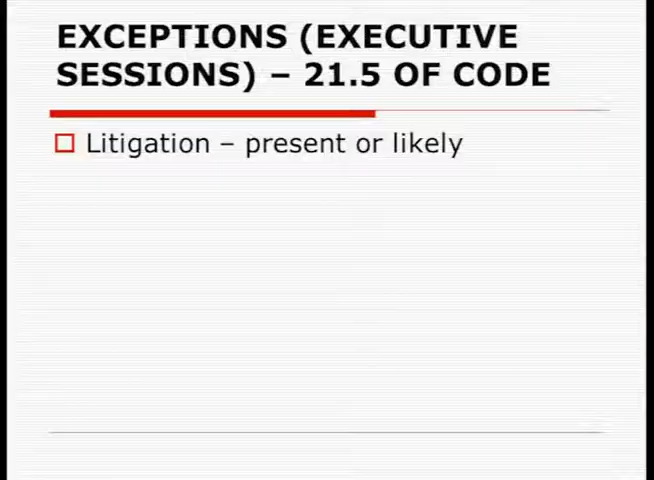 EXCEPTIONS (EXECUTIVE
SESSIONS) – 21.5 OF CODE
Litigation – present or likely